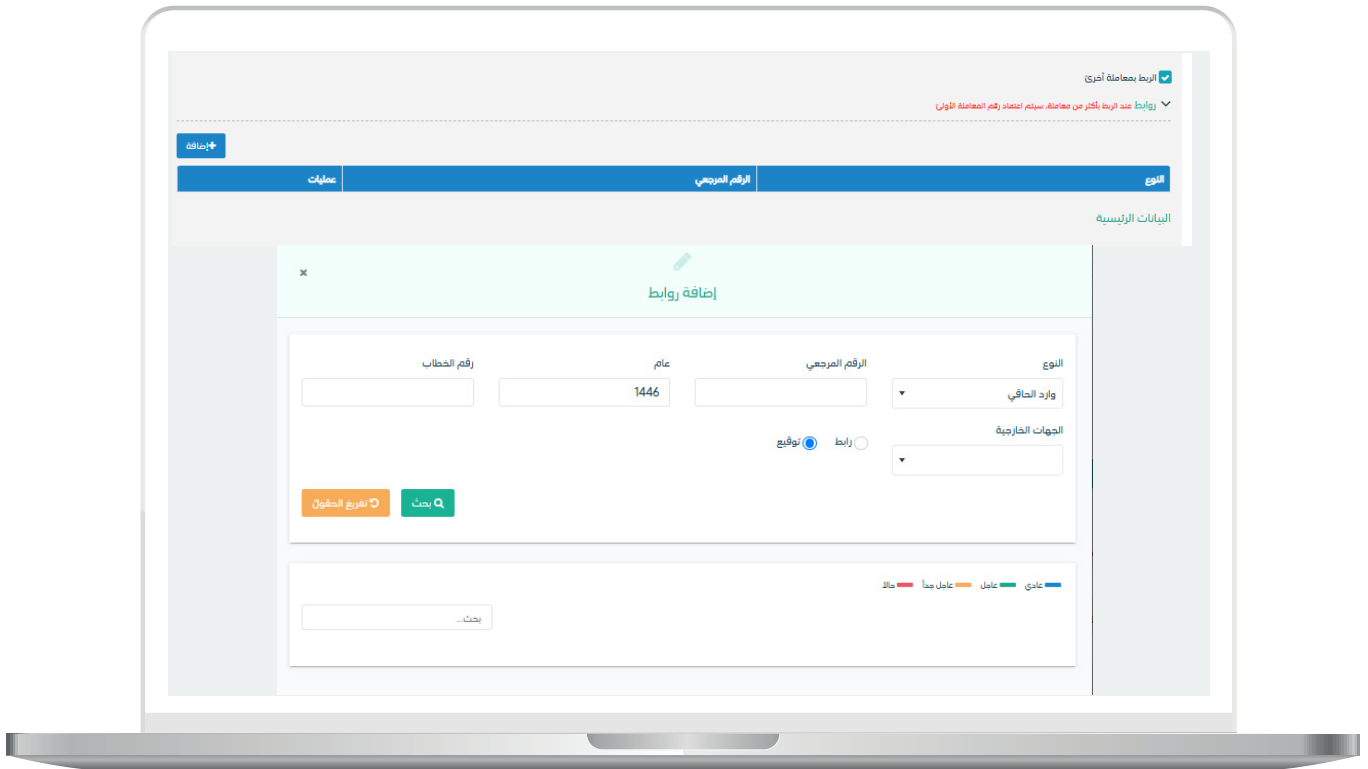 الربط بمعاملة أخرى
روابط عند الربط بأكثر من معاملة، سيتم اعتماد رقم المعاملة الأولى
+إضافة
النوع الرقم المرجعي عمليات
البيانات الرئيسية
×
إضافة روابط
النوع الرقم المرجعي عام رقم الخطاب
وارد الحاقي 1446
الجهات الخارجية
رابط توقيع
بحث تفريغ الحقول
عادي عاجل عاجل جداً حالاً
بحث...